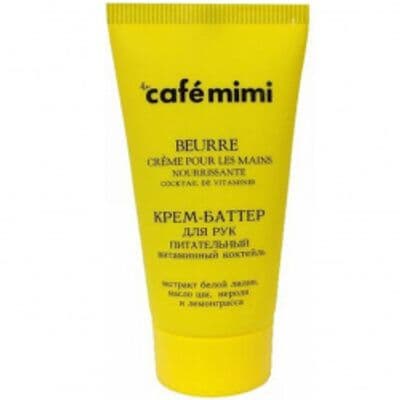 le
café mimi
BEURRE
CRÈME POUR LES MAINS
NOURRISSANTE
COCKTAIL DE VITAMINES
КРЕМ-БАТТЕР
ДЛЯ РУК
ПИТАТЕЛЬНЫЙ
витаминный коктейль
экстракт белой лилии,
масло ши, нероли
и лемонграсса